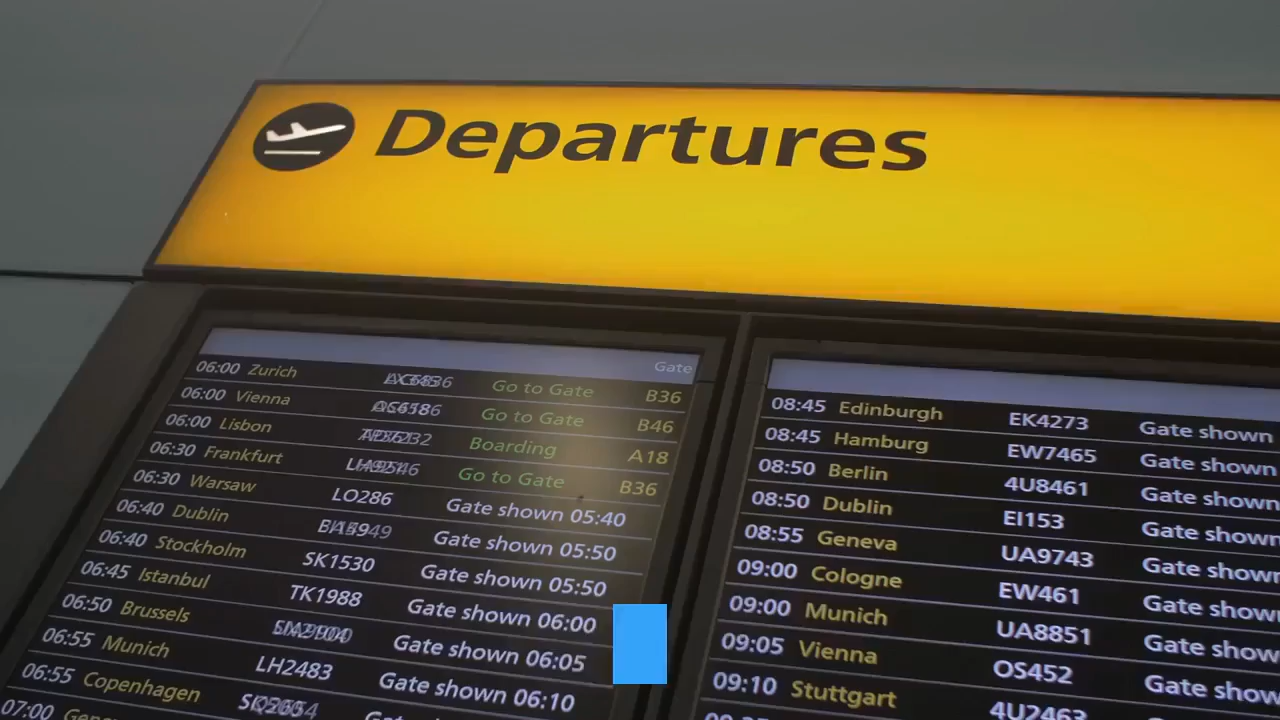 Departures
Gate
06:00 Zurich Go to Gate B36
06:00 Vienna Go to Gate B46
06:00 Lisbon Boarding A18
06:30 Frankfurt Go to Gate B36
06:30 Warsaw LO286 Gate shown 05:40
06:40 Dublin Gate shown 05:50
06:40 Stockholm SK1530 Gate shown 05:50
06:45 Istanbul TK1988 Gate shown 06:00
06:50 Brussels Gate shown 06:05
06:55 Munich LH2483 Gate shown 06:10
06:55 Copenhagen
07:00
08:45 Edinburgh EK4273 Gate shown
08:45 Hamburg EW7465 Gate shown
08:50 Berlin 4U8461 Gate shown
08:50 Dublin EI153 Gate shown
08:55 Geneva UA9743 Gate shown
09:00 Cologne EW461 Gate shown
09:00 Munich UA8851 Gate show
09:05 Vienna OS452 Gate sho
09:10 Stuttgart 4U2463